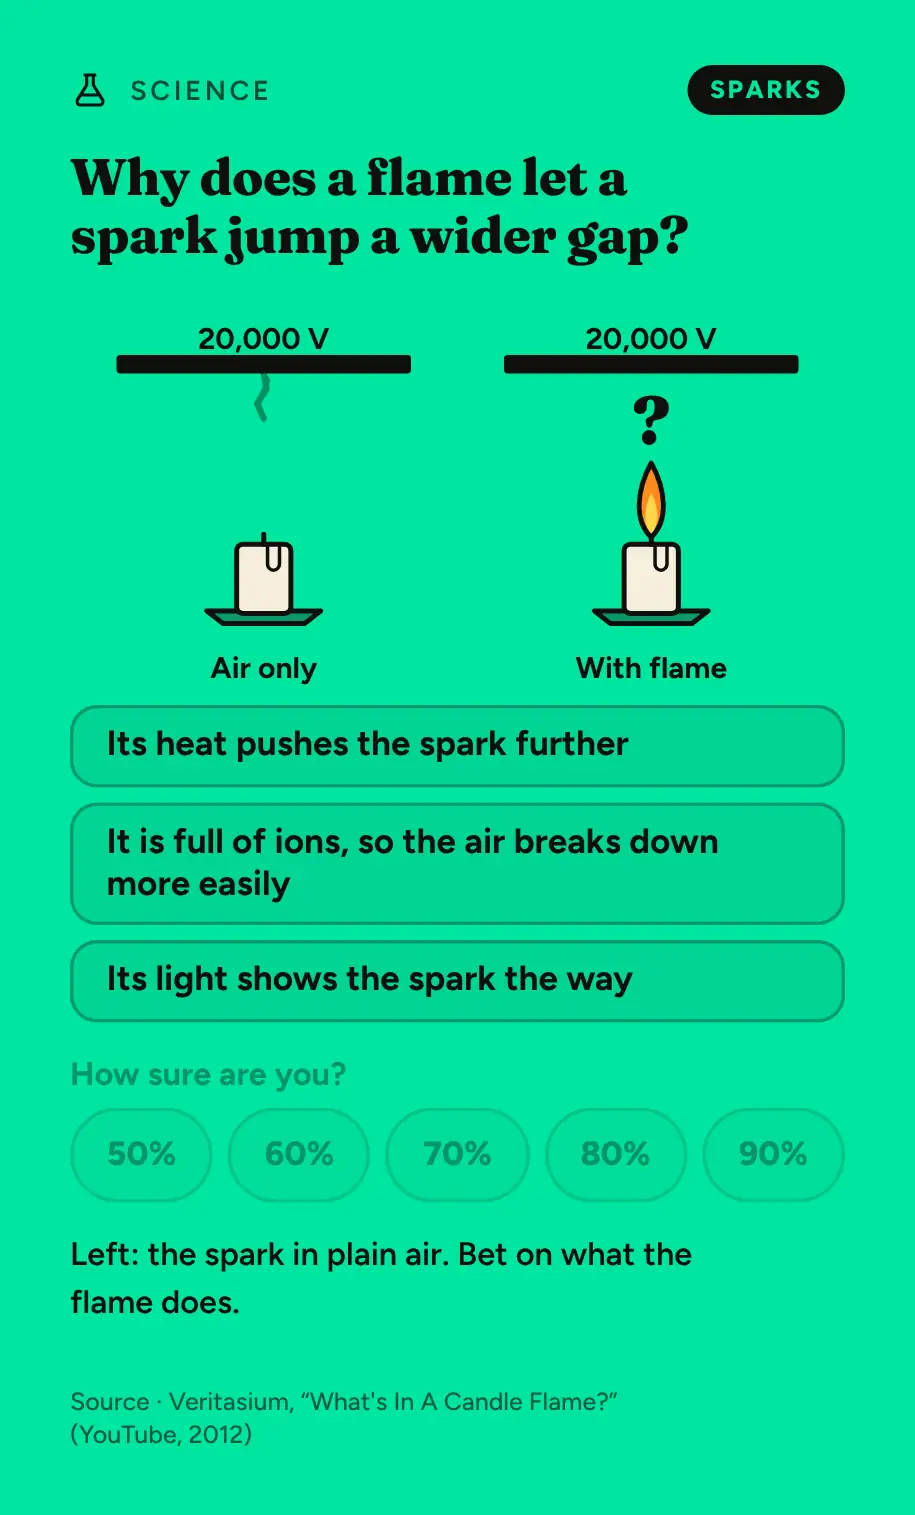 SCIENCE
SPARKS
Why does a flame let a
spark jump a wider gap?
20,000 V
20,000 V
?
Air only
With flame
Its heat pushes the spark further
It is full of ions, so the air breaks down
more easily
Its light shows the spark the way
How sure are you?
50%
60%
70%
80%
90%
Left: the spark in plain air. Bet on what the
flame does.
Source · Veritasium, “What's In A Candle Flame?”
(YouTube, 2012)